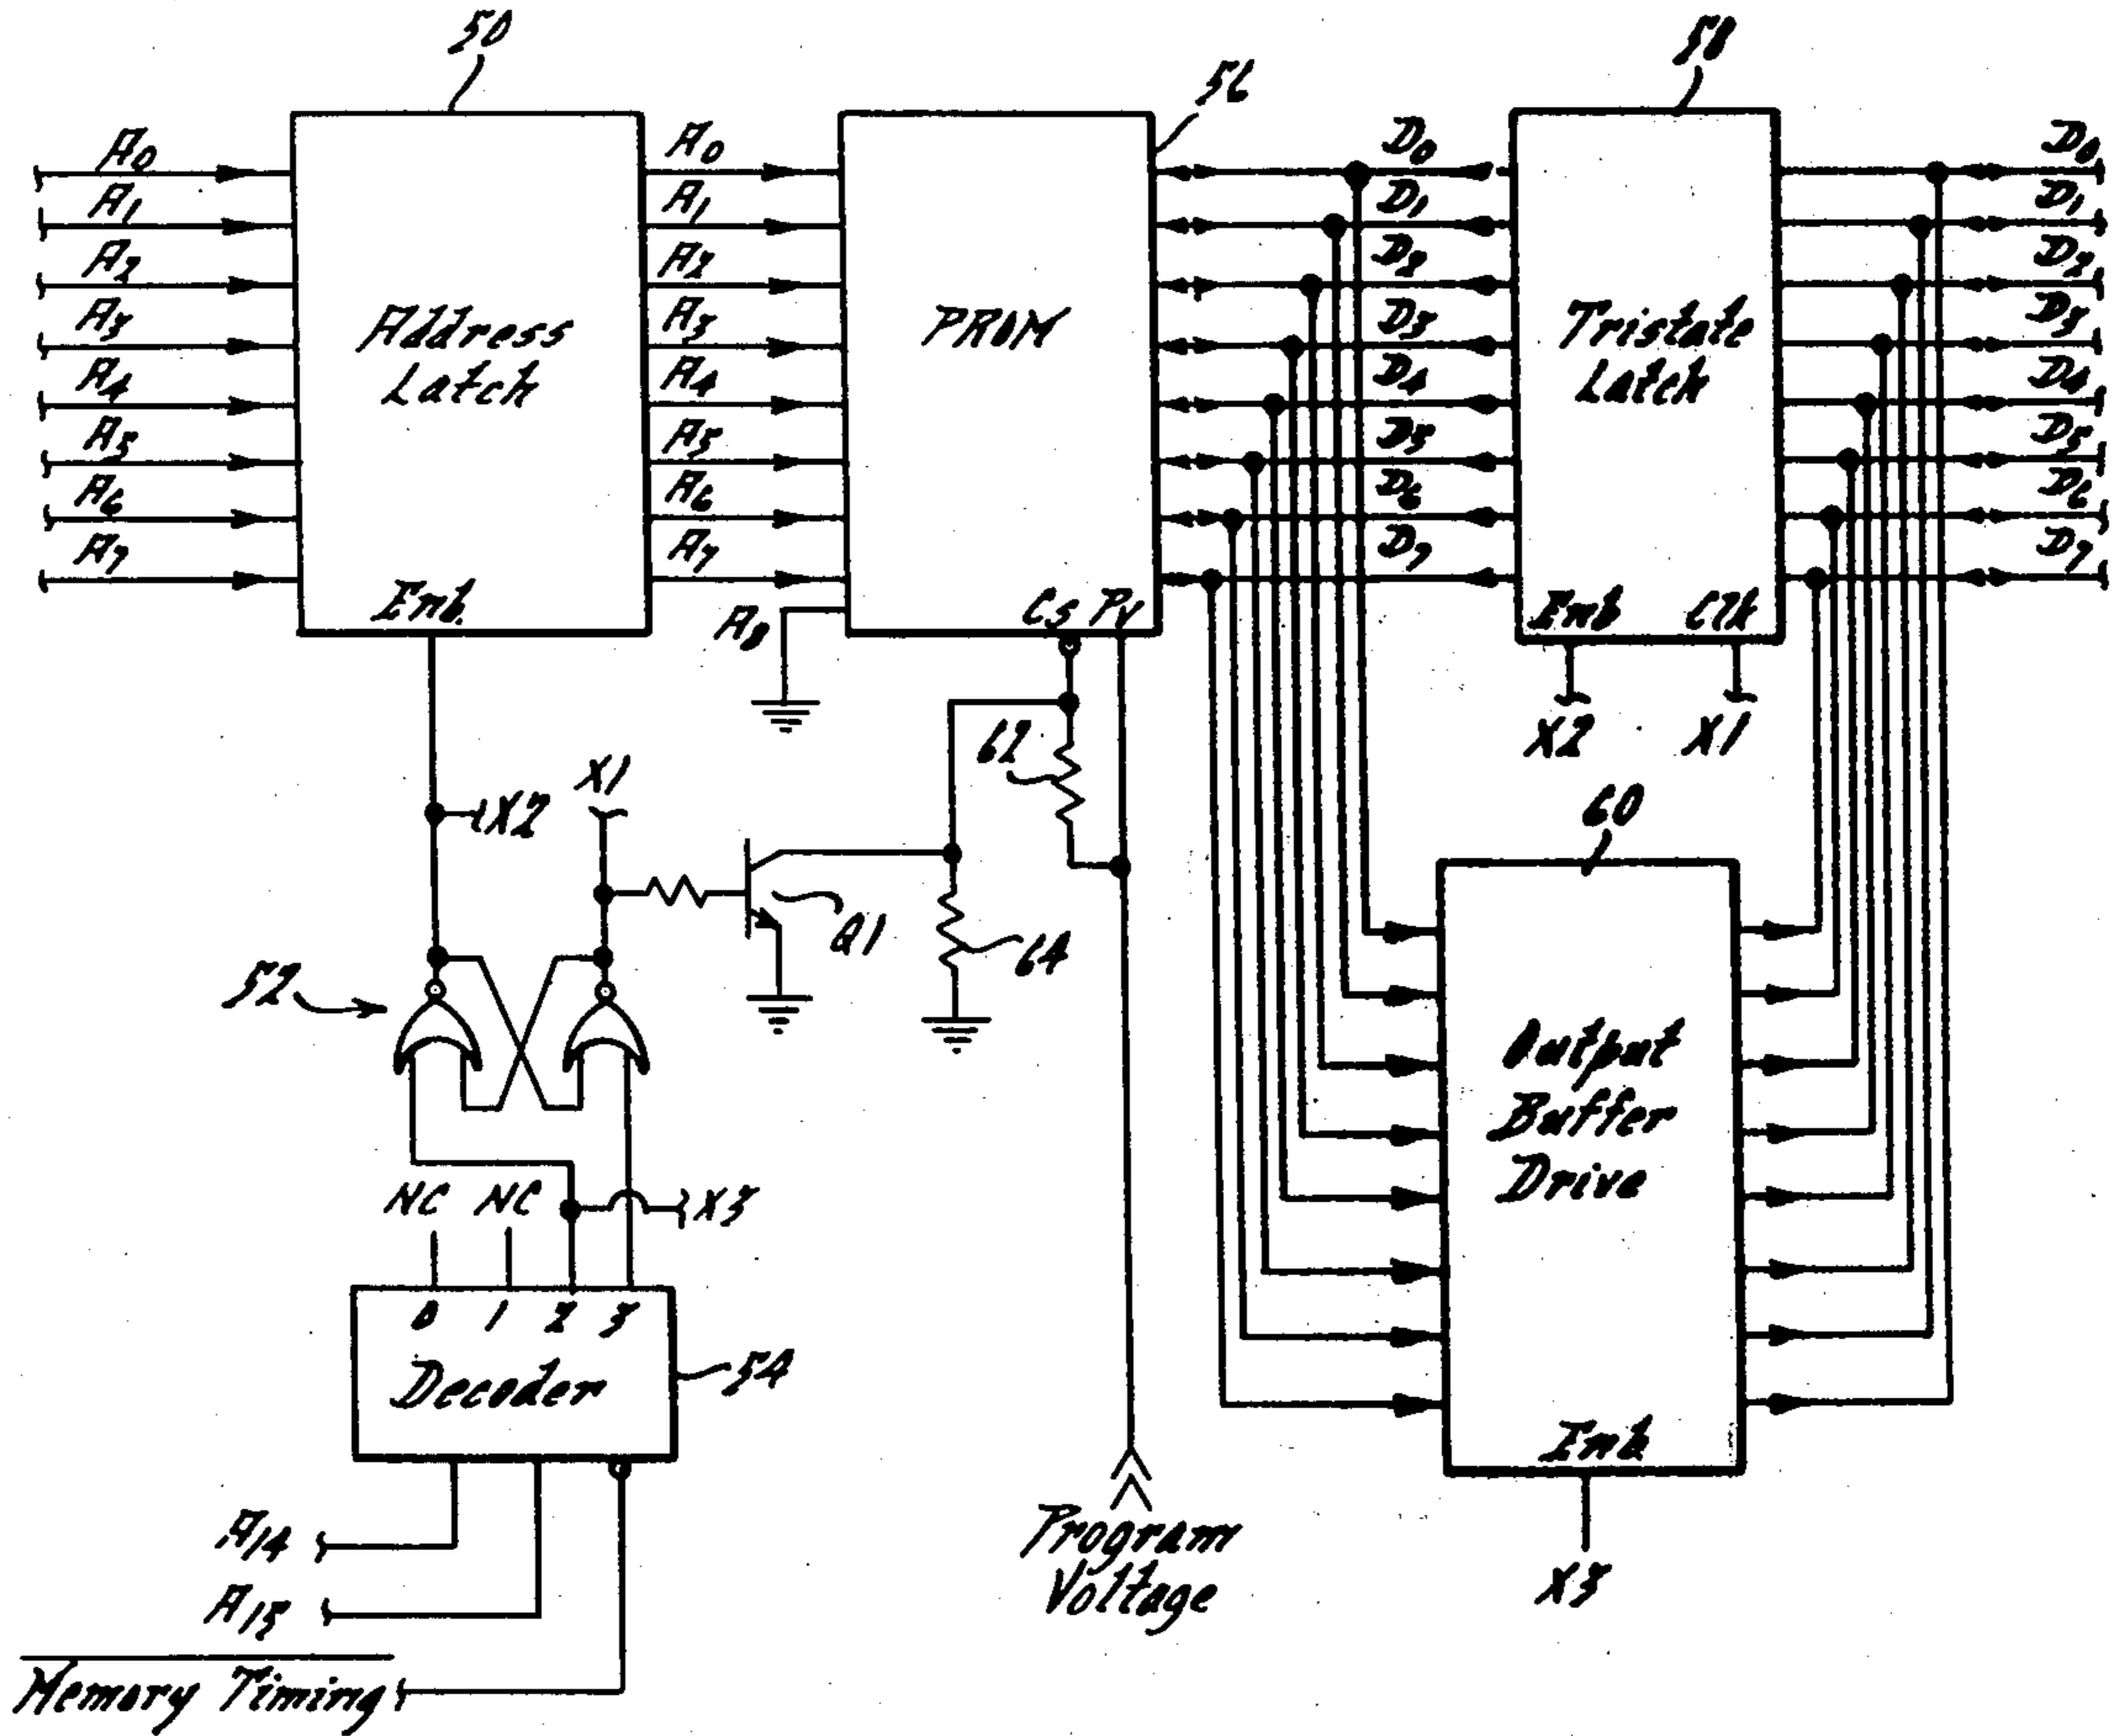 50
56
58
A0 A0 D0 D0
A1 A1 D1 D1
A2 A2 D2 D2
A3 A3 D3 D3
A4 A4 D4 D4
A5 A5 D5 D5
A6 A6 D6 D6
A7 A7 D7 D7
Address
Latch
PROM
Tristate
Latch
Enb.
A8
CS PV
Enb Clk
X2 X1
62
X1
X2
60
Q1
64
52
Output
Buffer
Drive
NC NC
X3
0 1 2 3
Decoder
54
Enb
A14
A15
Memory Timing
Program
Voltage
X3